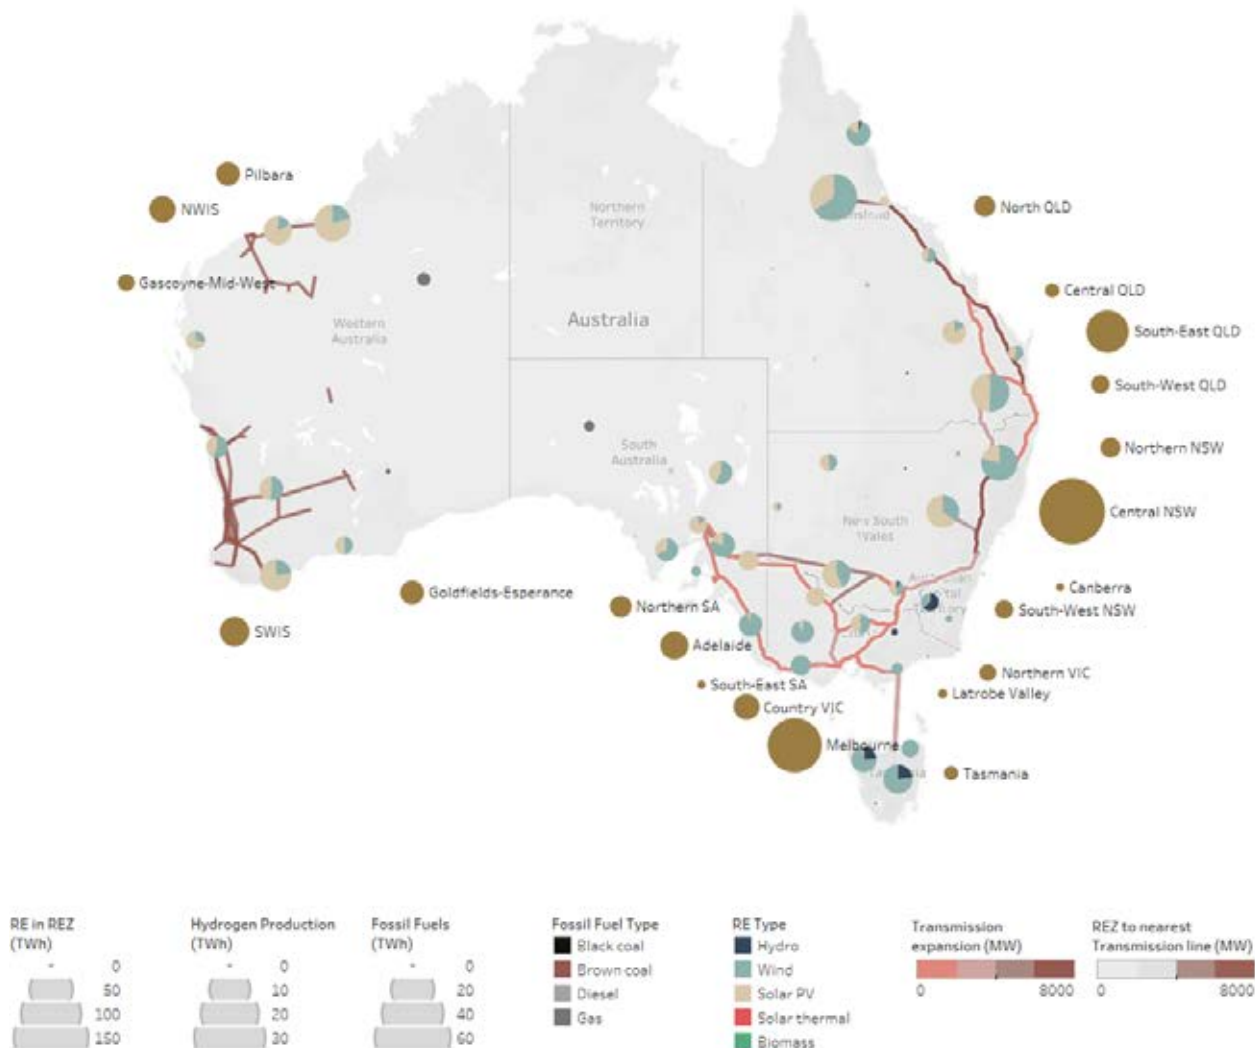 Pilbara
NWIS
Northern
Territory
North QLD
Gascoyne-Mid-West
Central QLD
Western
Australia
Australia
South-East QLD
South-West QLD
South
Australia
Northern NSW
Central NSW
New South
Wales
Goldfields-Esperance
Canberra
Northern SA
South-West NSW
SWIS
Adelaide
Northern VIC
South-East SA
Latrobe Valley
Country VIC
Melbourne
Tasmania
RE in REZ
(TWh)
0
50
100
150
Hydrogen Production
(TWh)
0
10
20
30
Fossil Fuels
(TWh)
0
20
40
60
Fossil Fuel Type
Black coal
Brown coal
Diesel
Gas
RE Type
Hydro
Wind
Solar PV
Solar thermal
Biomass
Transmission
expansion (MW)
0 8000
REZ to nearest
Transmission line (MW)
0 8000